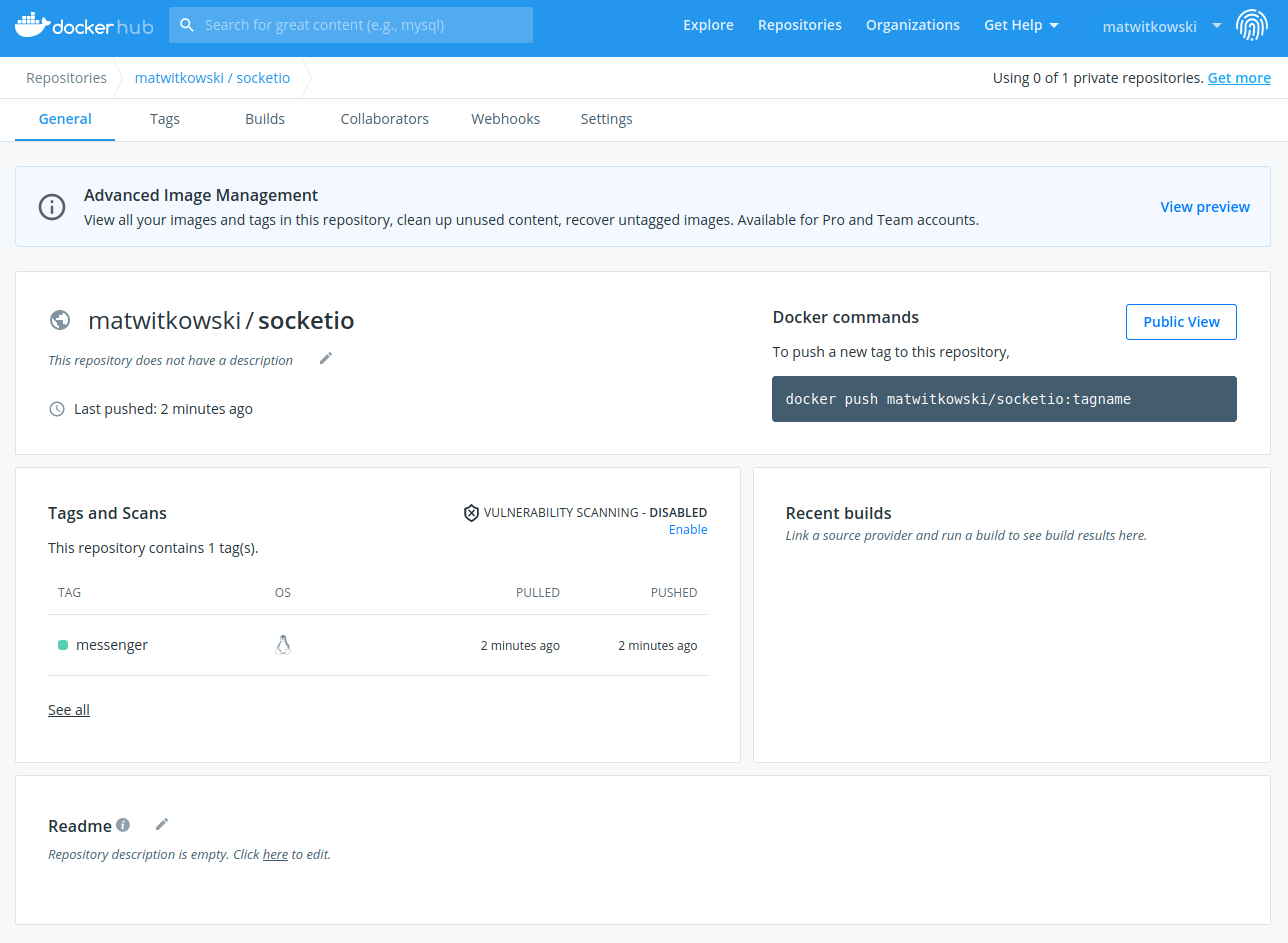 docker hub
Search for great content (e.g., mysql)
Explore
Repositories
Organizations
Get Help
matwitkowski
Repositories
matwitkowski / socketio
Using 0 of 1 private repositories. Get more
General
Tags
Builds
Collaborators
Webhooks
Settings
Advanced Image Management
View all your images and tags in this repository, clean up unused content, recover untagged images. Available for Pro and Team accounts.
View preview
matwitkowski / socketio
This repository does not have a description
Last pushed: 2 minutes ago
Docker commands
Public View
To push a new tag to this repository,
docker push matwitkowski/socketio:tagname
Tags and Scans
VULNERABILITY SCANNING - DISABLED
Enable
This repository contains 1 tag(s).
TAG
OS
PULLED
PUSHED
messenger
2 minutes ago
2 minutes ago
See all
Recent builds
Link a source provider and run a build to see build results here.
Readme
Repository description is empty. Click here to edit.